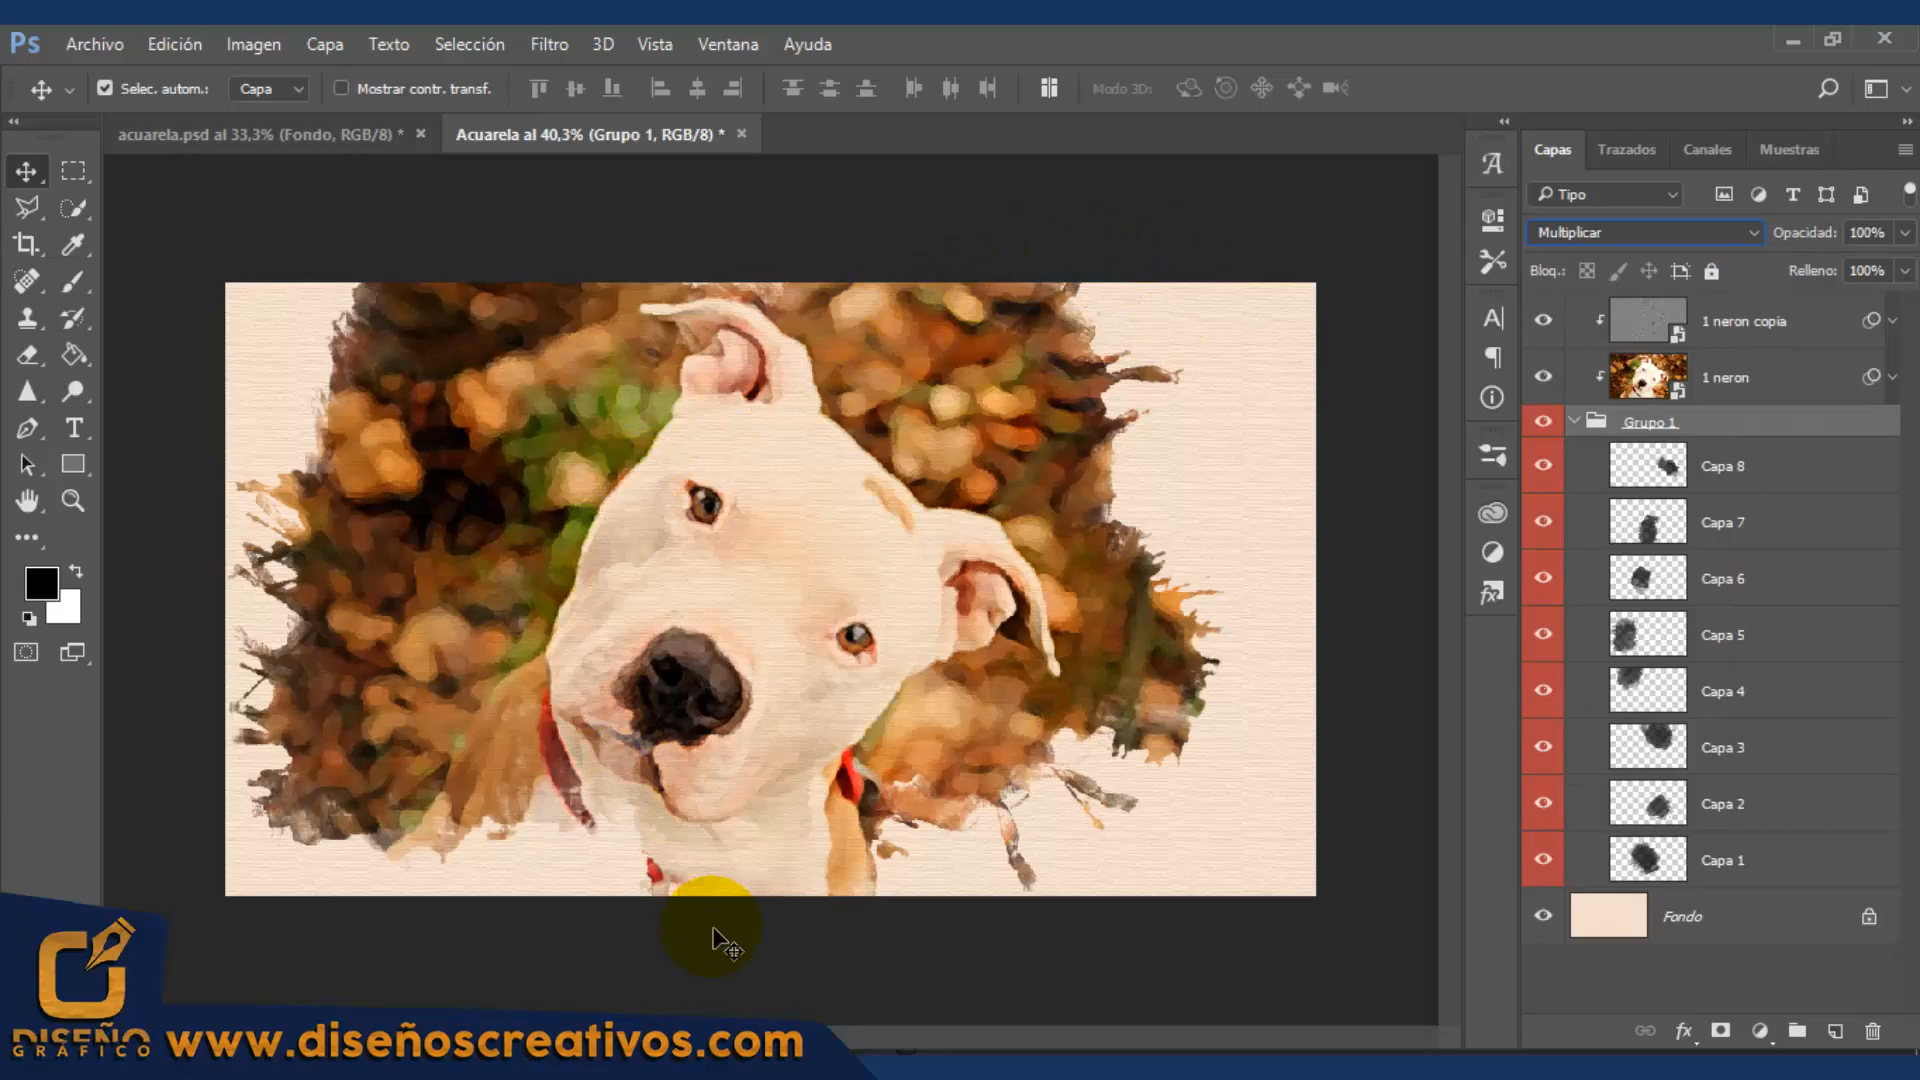 Ps Archivo Edición Imagen Capa Texto Selección Filtro 3D Vista Ventana Ayuda
Selec. autom.: Capa Mostrar contr. transf. Modo 3D:
acuarela.psd al 33,3% (Fondo, RGB/8) * Acuarela al 40,3% (Grupo 1, RGB/8) *
Capas Trazados Canales Muestras
Tipo
Multiplicar Opacidad: 100%
Bloq.: Relleno: 100%
1 neron copia
1 neron
Grupo 1
Capa 8
Capa 7
Capa 6
Capa 5
Capa 4
Capa 3
Capa 2
Capa 1
Fondo
fx
DISEÑO
GRÁFICO
www.diseñoscreativos.com